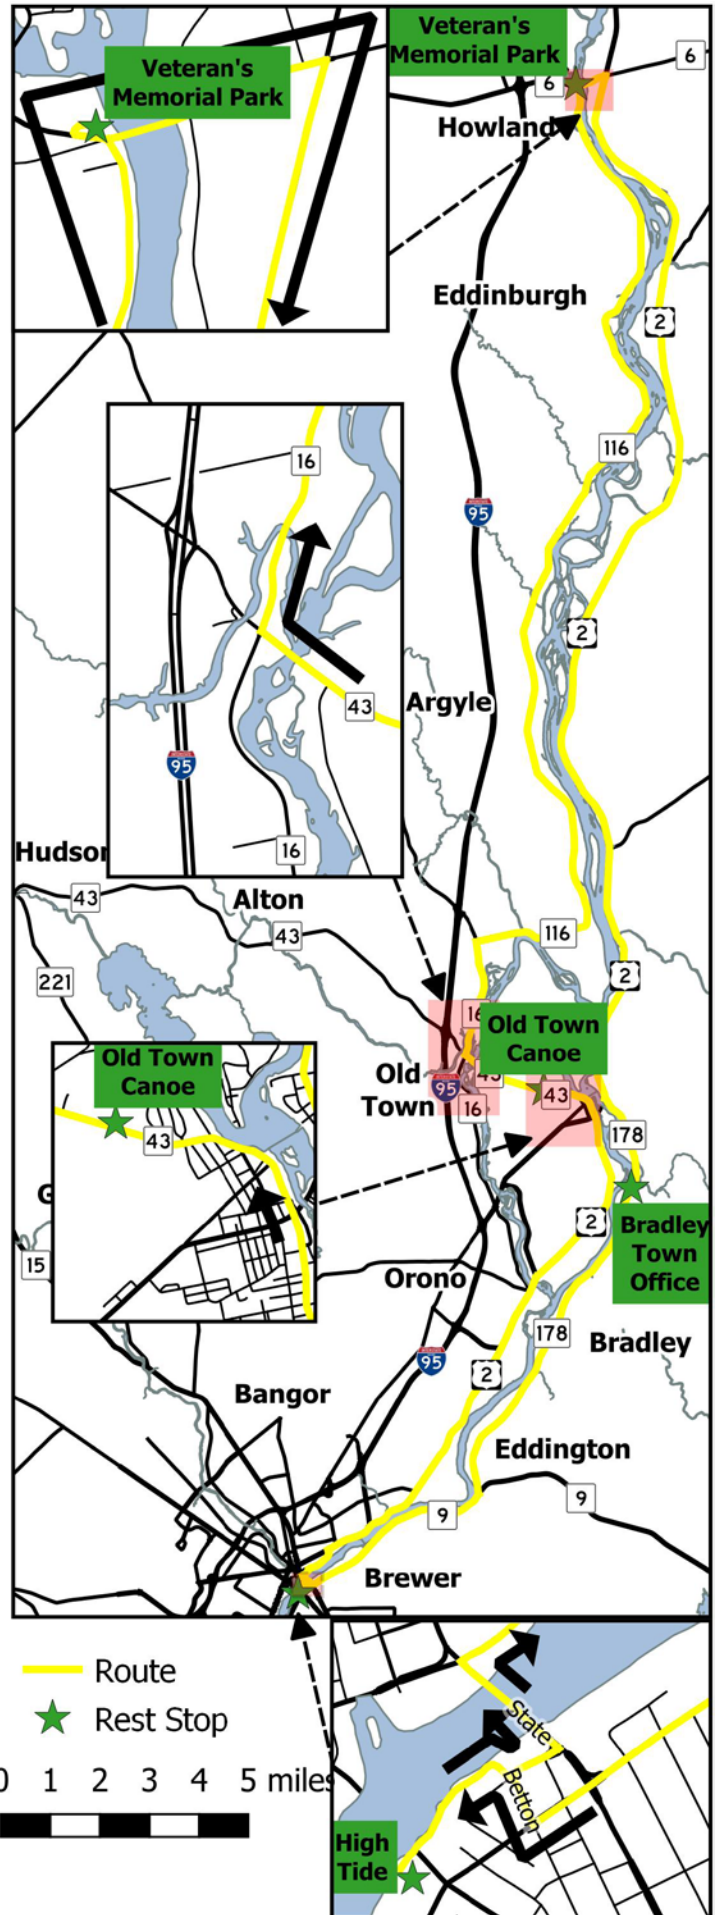 Veteran's
Memorial Park
Veteran's
Memorial Park
6
6
Howland
Eddinburgh
2
116
16
95
2
43
Argyle
95
16
Hudson
43
Alton
43
116
221
2
16
Old Town
Canoe
Old Town
Canoe
Old
Town
95
43
43
16
43
178
G
2
Bradley
Town
Office
15
Orono
178
Bradley
95
2
Bangor
Eddington
9
9
Brewer
Route
Rest Stop
0 1 2 3 4 5 miles
State
Betton
High
Tide